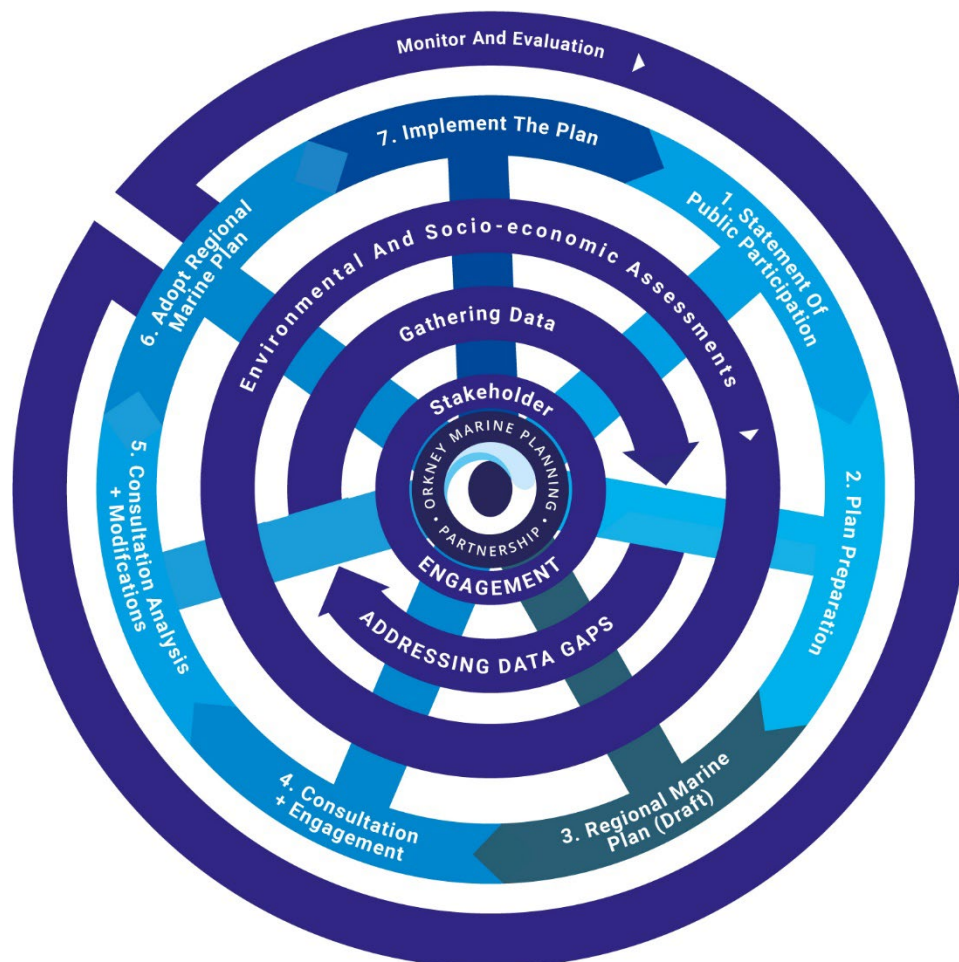 Monitor And Evaluation
7. Implement The Plan
1. Statement Of
Public Participation
2. Plan Preparation
3. Regional Marine
Plan (Draft)
4. Consultation
+ Engagement
5. Consultation Analysis
+ Modifcations
6. Adopt Regional
Marine Plan
Environmental And Socio-economic Assessments
Gathering Data
ADDRESSING DATA GAPS
Stakeholder
ENGAGEMENT
ORKNEY MARINE PLANNING
• PARTNERSHIP •